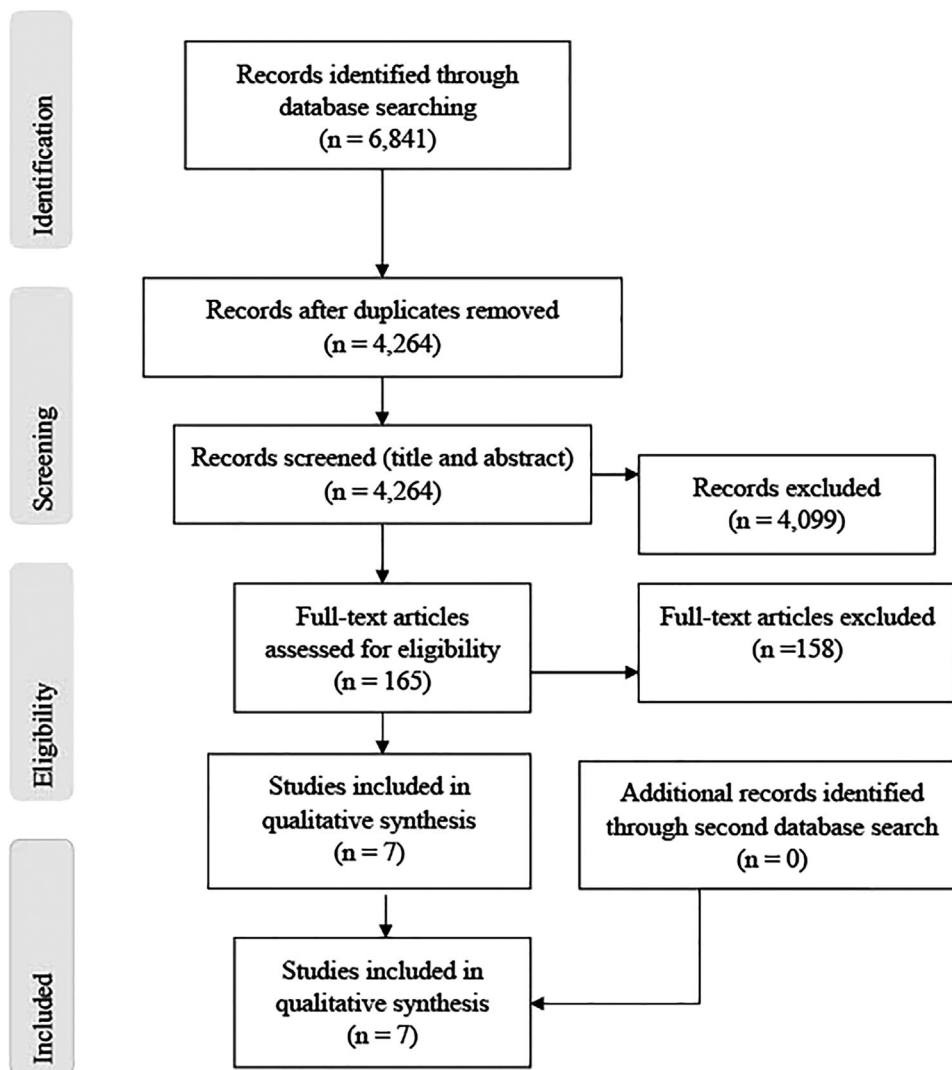 Identification
Records identified through
database searching
(n = 6,841)
Records after duplicates removed
(n = 4,264)
Screening
Records screened (title and abstract)
(n = 4,264)
Records excluded
(n = 4,099)
Eligibility
Full-text articles
assessed for eligibility
(n = 165)
Full-text articles excluded
(n =158)
Studies included in
qualitative synthesis
(n = 7)
Additional records identified
through second database search
(n = 0)
Included
Studies included in
qualitative synthesis
(n = 7)